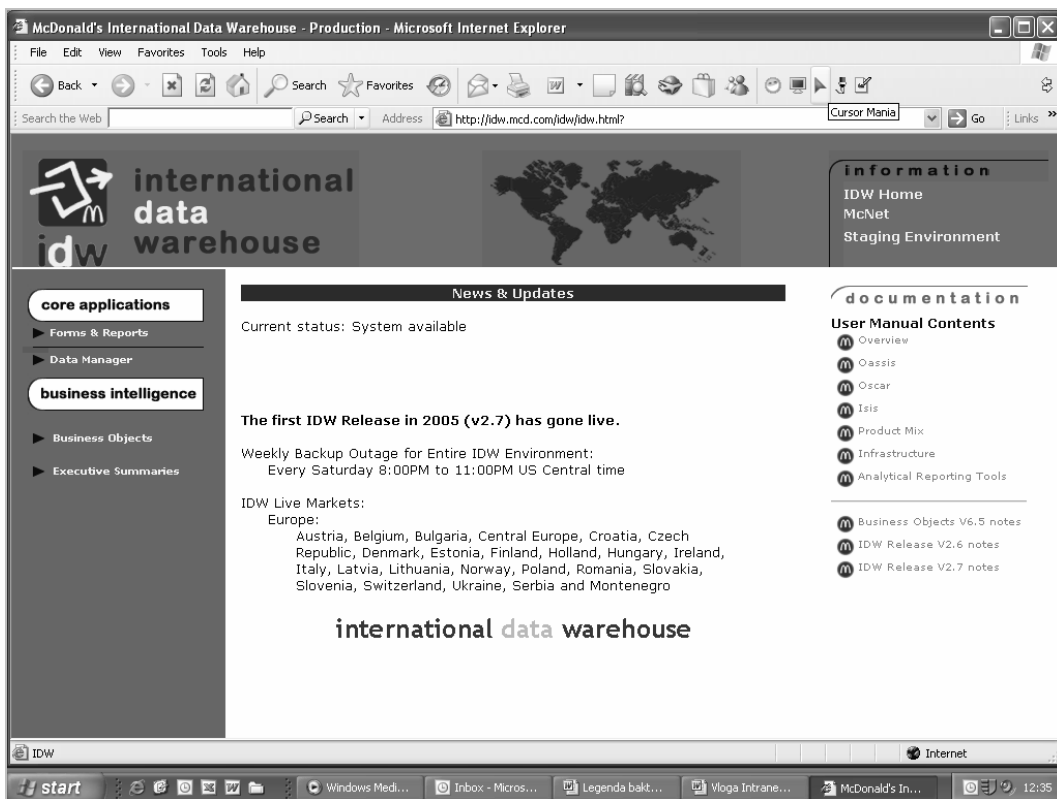 McDonald's International Data Warehouse - Production - Microsoft Internet Explorer
File Edit View Favorites Tools Help
Back Search Favorites
Cursor Mania
Search the Web Search Address http://idw.mcd.com/idw/idw.html? Go Links »
idw
international
data
warehouse
information
IDW Home
McNet
Staging Environment
core applications
Forms & Reports
Data Manager
business intelligence
Business Objects
Executive Summaries
News & Updates
Current status: System available
The first IDW Release in 2005 (v2.7) has gone live.
Weekly Backup Outage for Entire IDW Environment:
Every Saturday 8:00PM to 11:00PM US Central time
IDW Live Markets:
Europe:
Austria, Belgium, Bulgaria, Central Europe, Croatia, Czech
Republic, Denmark, Estonia, Finland, Holland, Hungary, Ireland,
Italy, Latvia, Lithuania, Norway, Poland, Romania, Slovakia,
Slovenia, Switzerland, Ukraine, Serbia and Montenegro
international data warehouse
documentation
User Manual Contents
Overview
Oassis
Oscar
Isis
Product Mix
Infrastructure
Analytical Reporting Tools
Business Objects V6.5 notes
IDW Release V2.6 notes
IDW Release V2.7 notes
IDW Internet
start Windows Medi... Inbox - Micros... Legenda bakt... Vloga Intrane... McDonald's In... 12:35